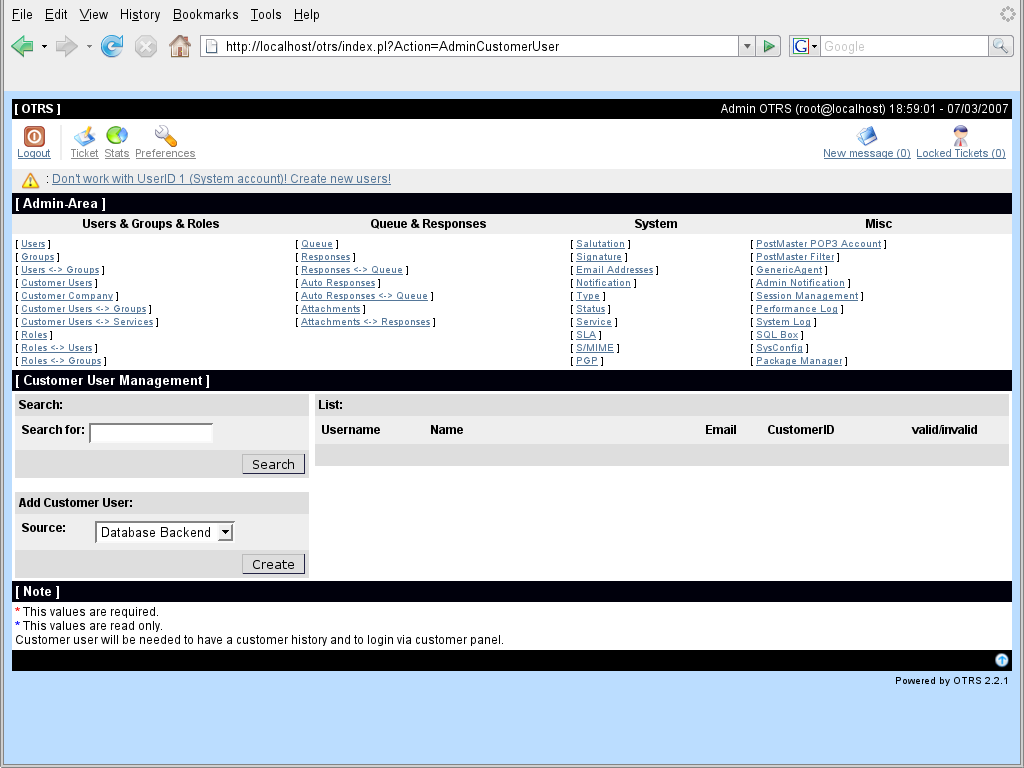 File Edit View History Bookmarks Tools Help
http://localhost/otrs/index.pl?Action=AdminCustomerUser G Google
[ OTRS ] Admin OTRS (root@localhost) 18:59:01 - 07/03/2007
Logout Ticket Stats Preferences New message (0) Locked Tickets (0)
: Don't work with UserID 1 (System account)! Create new users!
[ Admin-Area ]
Users & Groups & Roles Queue & Responses System Misc
[ Users ] [ Queue ] [ Salutation ] [ PostMaster POP3 Account ]
[ Groups ] [ Responses ] [ Signature ] [ PostMaster Filter ]
[ Users <-> Groups ] [ Responses <-> Queue ] [ Email Addresses ] [ GenericAgent ]
[ Customer Users ] [ Auto Responses ] [ Notification ] [ Admin Notification ]
[ Customer Company ] [ Auto Responses <-> Queue ] [ Type ] [ Session Management ]
[ Customer Users <-> Groups ] [ Attachments ] [ Status ] [ Performance Log ]
[ Customer Users <-> Services ] [ Attachments <-> Responses ] [ Service ] [ System Log ]
[ Roles ] [ SLA ] [ SQL Box ]
[ Roles <-> Users ] [ S/MIME ] [ SysConfig ]
[ Roles <-> Groups ] [ PGP ] [ Package Manager ]
[ Customer User Management ]
Search: List:
Search for: Username Name Email CustomerID valid/invalid
Search
Add Customer User:
Source: Database Backend
Create
[ Note ]
* This values are required.
* This values are read only.
Customer user will be needed to have a customer history and to login via customer panel.
Powered by OTRS 2.2.1